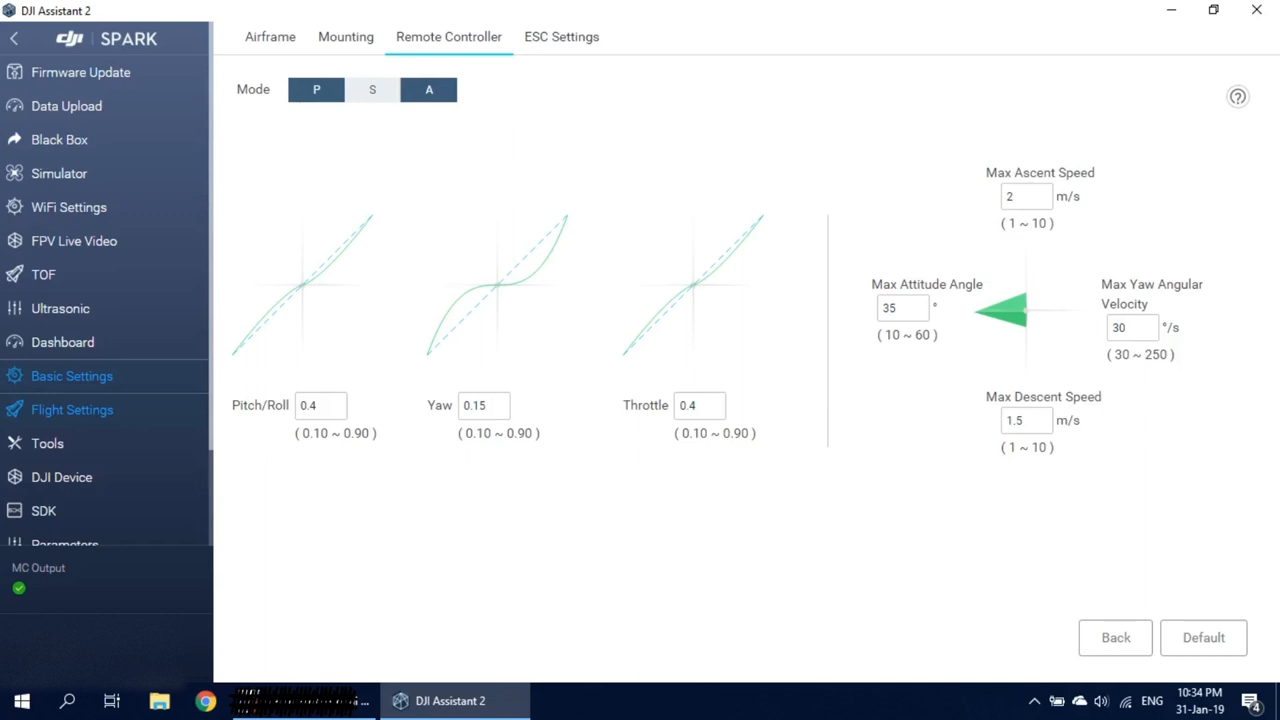 DJI Assistant 2
dji | SPARK
Firmware Update
Data Upload
Black Box
Simulator
WiFi Settings
FPV Live Video
TOF
Ultrasonic
Dashboard
Basic Settings
Flight Settings
Tools
DJI Device
SDK
Parameters
MC Output
Airframe Mounting Remote Controller ESC Settings
Mode P S A
Pitch/Roll 0.4
( 0.10 ~ 0.90 )
Yaw 0.15
( 0.10 ~ 0.90 )
Throttle 0.4
( 0.10 ~ 0.90 )
Max Ascent Speed
2 m/s
( 1 ~ 10 )
Max Attitude Angle
35 °
( 10 ~ 60 )
Max Yaw Angular
Velocity
30 °/s
( 30 ~ 250 )
Max Descent Speed
1.5 m/s
( 1 ~ 10 )
Back Default
... DJI Assistant 2
ENG
10:34 PM
31-Jan-19
4